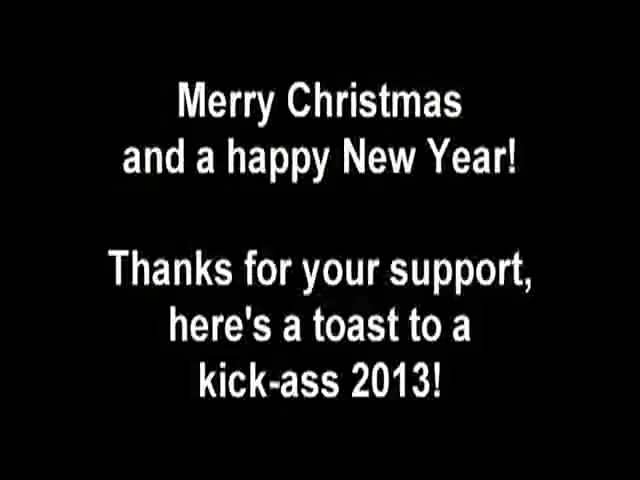 Merry Christmas
and a happy New Year!
Thanks for your support,
here's a toast to a
kick-ass 2013!